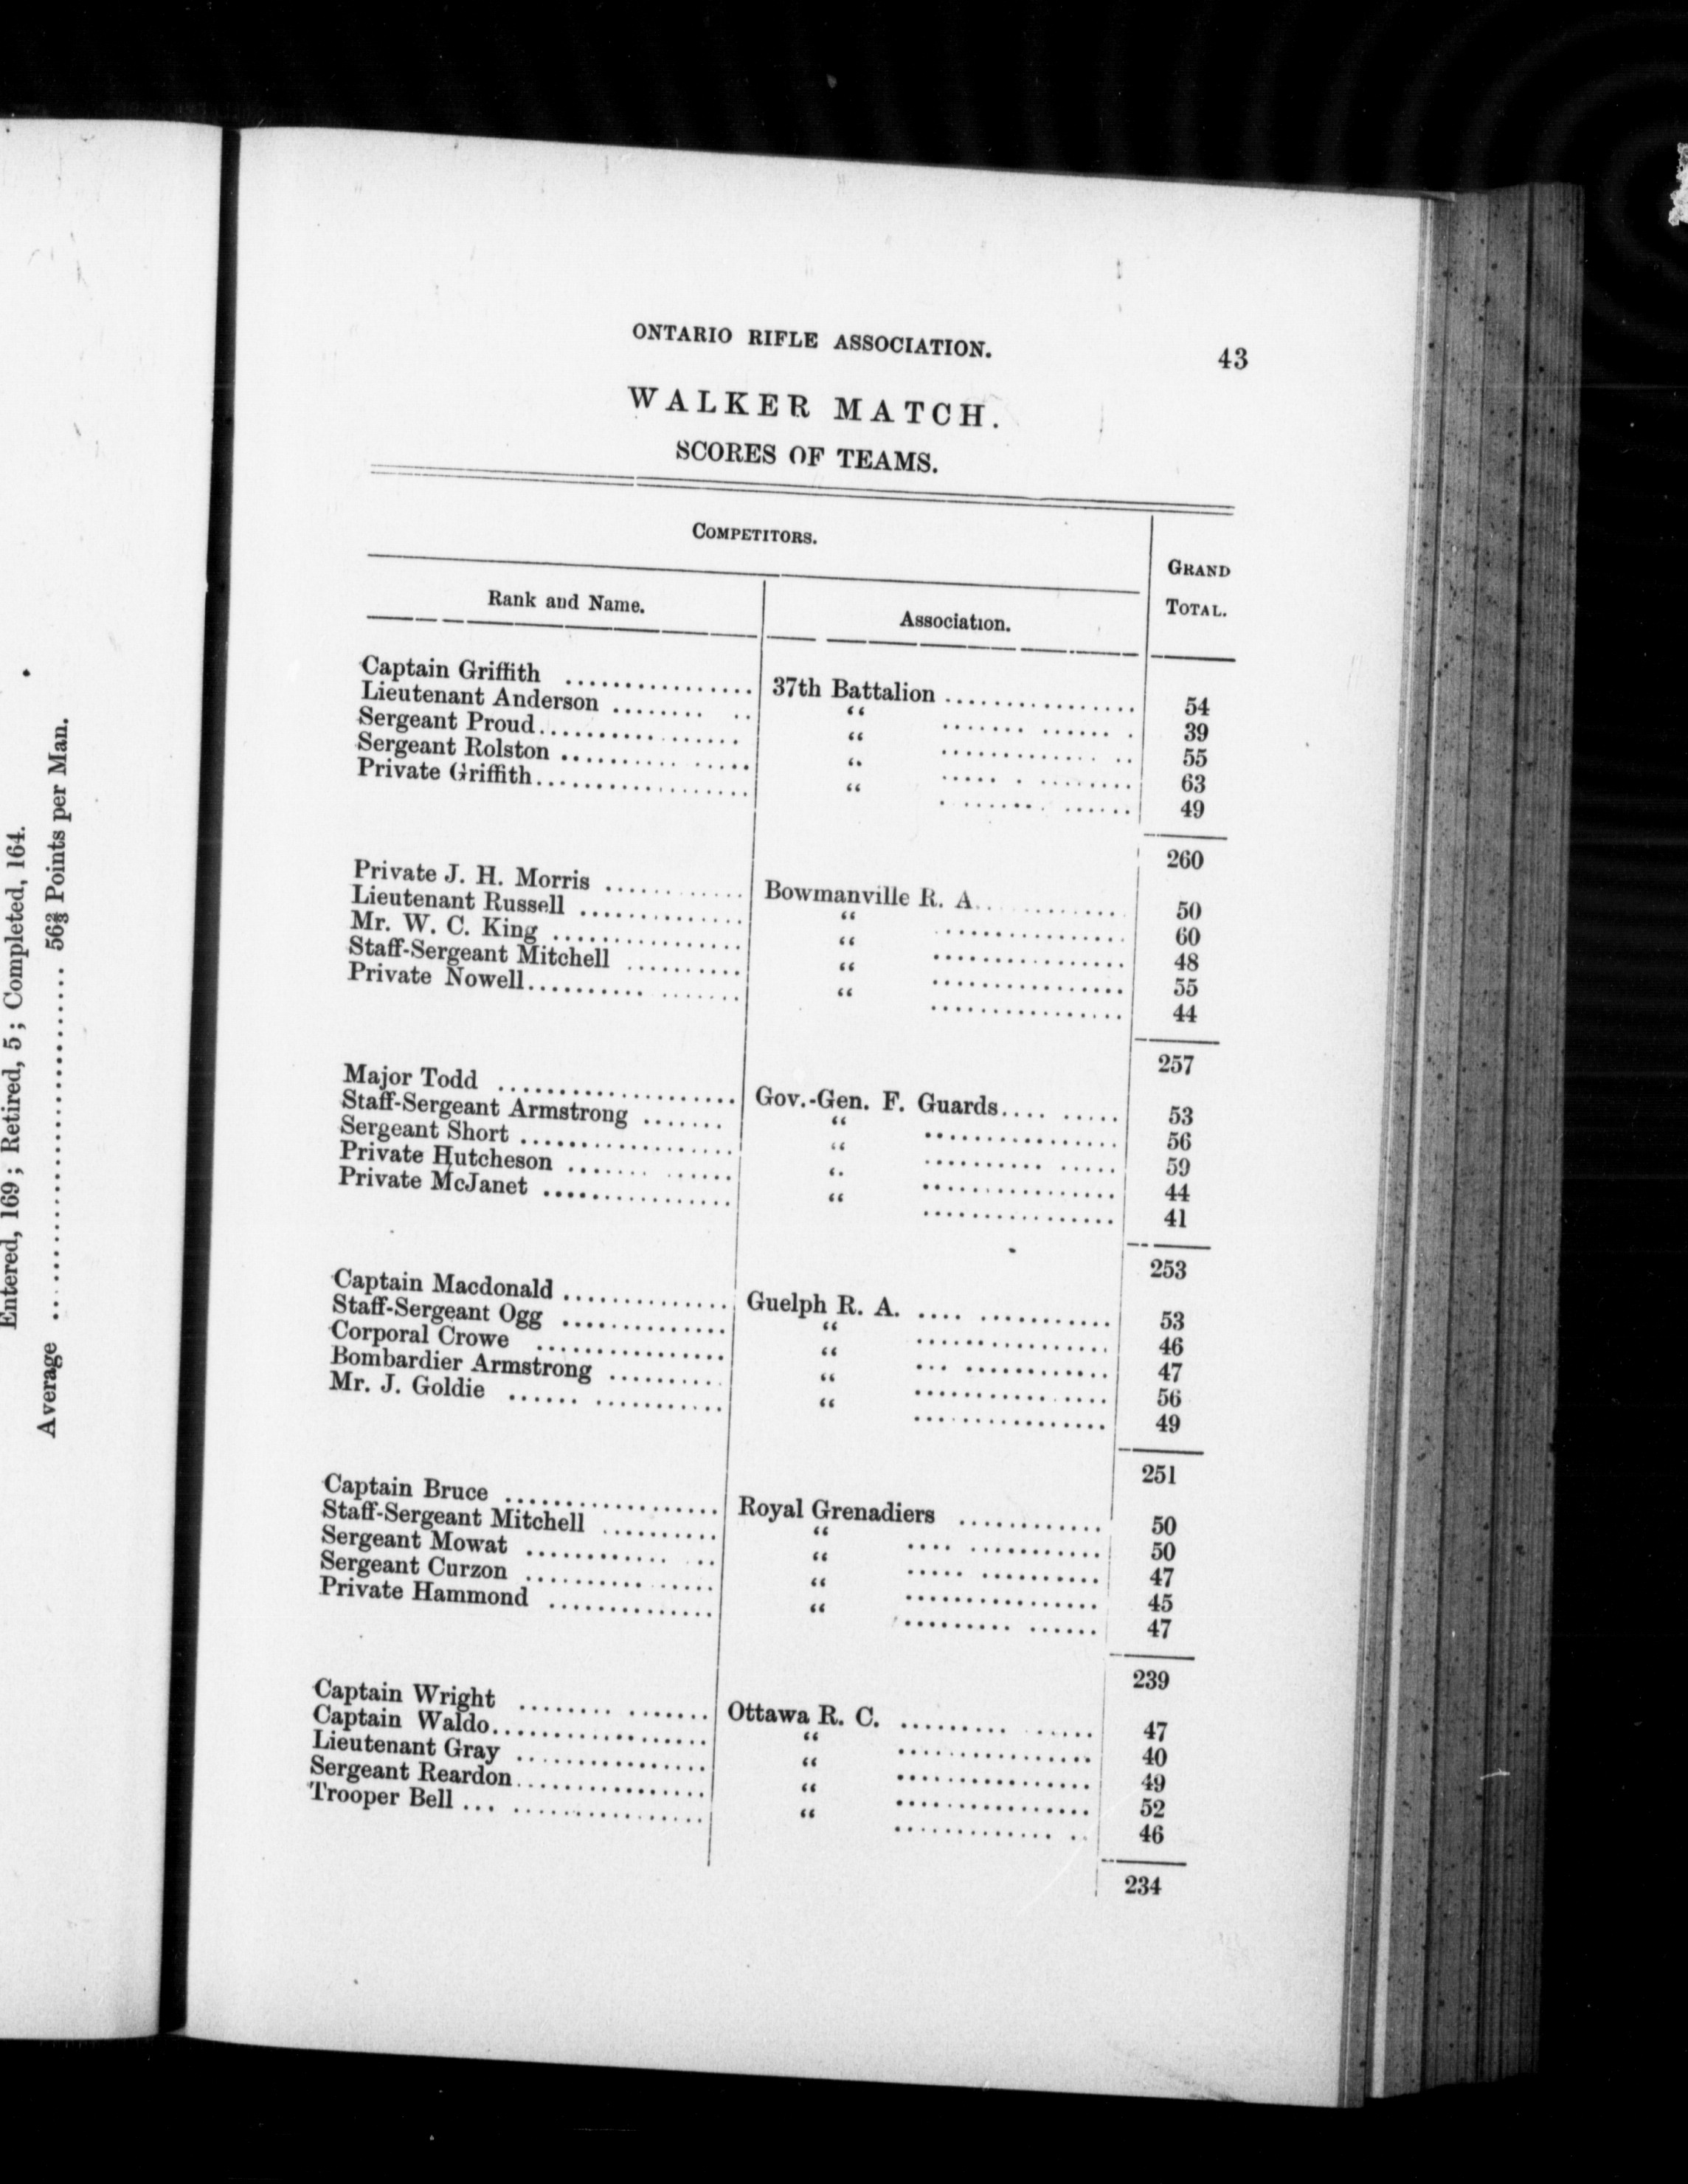 Entered, 169; Retired, 5; Completed, 164.
Average .................... 56⅔ Points per Man.
ONTARIO RIFLE ASSOCIATION. 43
WALKER MATCH.
SCORES OF TEAMS.
COMPETITORS. GRAND TOTAL.
Rank and Name. Association.
Captain Griffith ................ 37th Battalion ................ 54
Lieutenant Anderson ........ .. “ ....... ...... . 39
Sergeant Proud................. “ ............. .. 55
Sergeant Rolston ............... “ ..... . ........ 63
Private Griffith.................. “ ......... ...... 49
260
Private J. H. Morris ............ Bowmanville R. A............. 50
Lieutenant Russell .............. “ ................ 60
Mr. W. C. King ................ “ ................ 48
Staff-Sergeant Mitchell .......... “ ................ 55
Private Nowell.......... ....... “ ................ 44
257
Major Todd .................... Gov.-Gen. F. Guards.... ..... 53
Staff-Sergeant Armstrong ....... “ ................ 56
Sergeant Short .................. “ .......... ..... 59
Private Hutcheson ....... ...... “ ................ 44
Private McJanet ................ “ ................ 41
253
Captain Macdonald .............. Guelph R. A. .... ........... 53
Staff-Sergeant Ogg .............. “ ................ 46
Corporal Crowe ................ “ ... ............ 47
Bombardier Armstrong .......... “ ................ 56
Mr. J. Goldie ...... ........... “ ................ 49
251
Captain Bruce .................. Royal Grenadiers ............ 50
Staff-Sergeant Mitchell .......... “ .... ........... 50
Sergeant Mowat ............ .. “ ..... .......... 47
Sergeant Curzon ................ “ ................ 45
Private Hammond .............. “ ......... ...... 47
239
Captain Wright ........ ....... Ottawa R. C. ......... ...... 47
Captain Waldo.................. “ ................ 40
Lieutenant Gray ................ “ ................ 49
Sergeant Reardon................ “ ................ 52
Trooper Bell ... ................ “ ............. .. 46
234